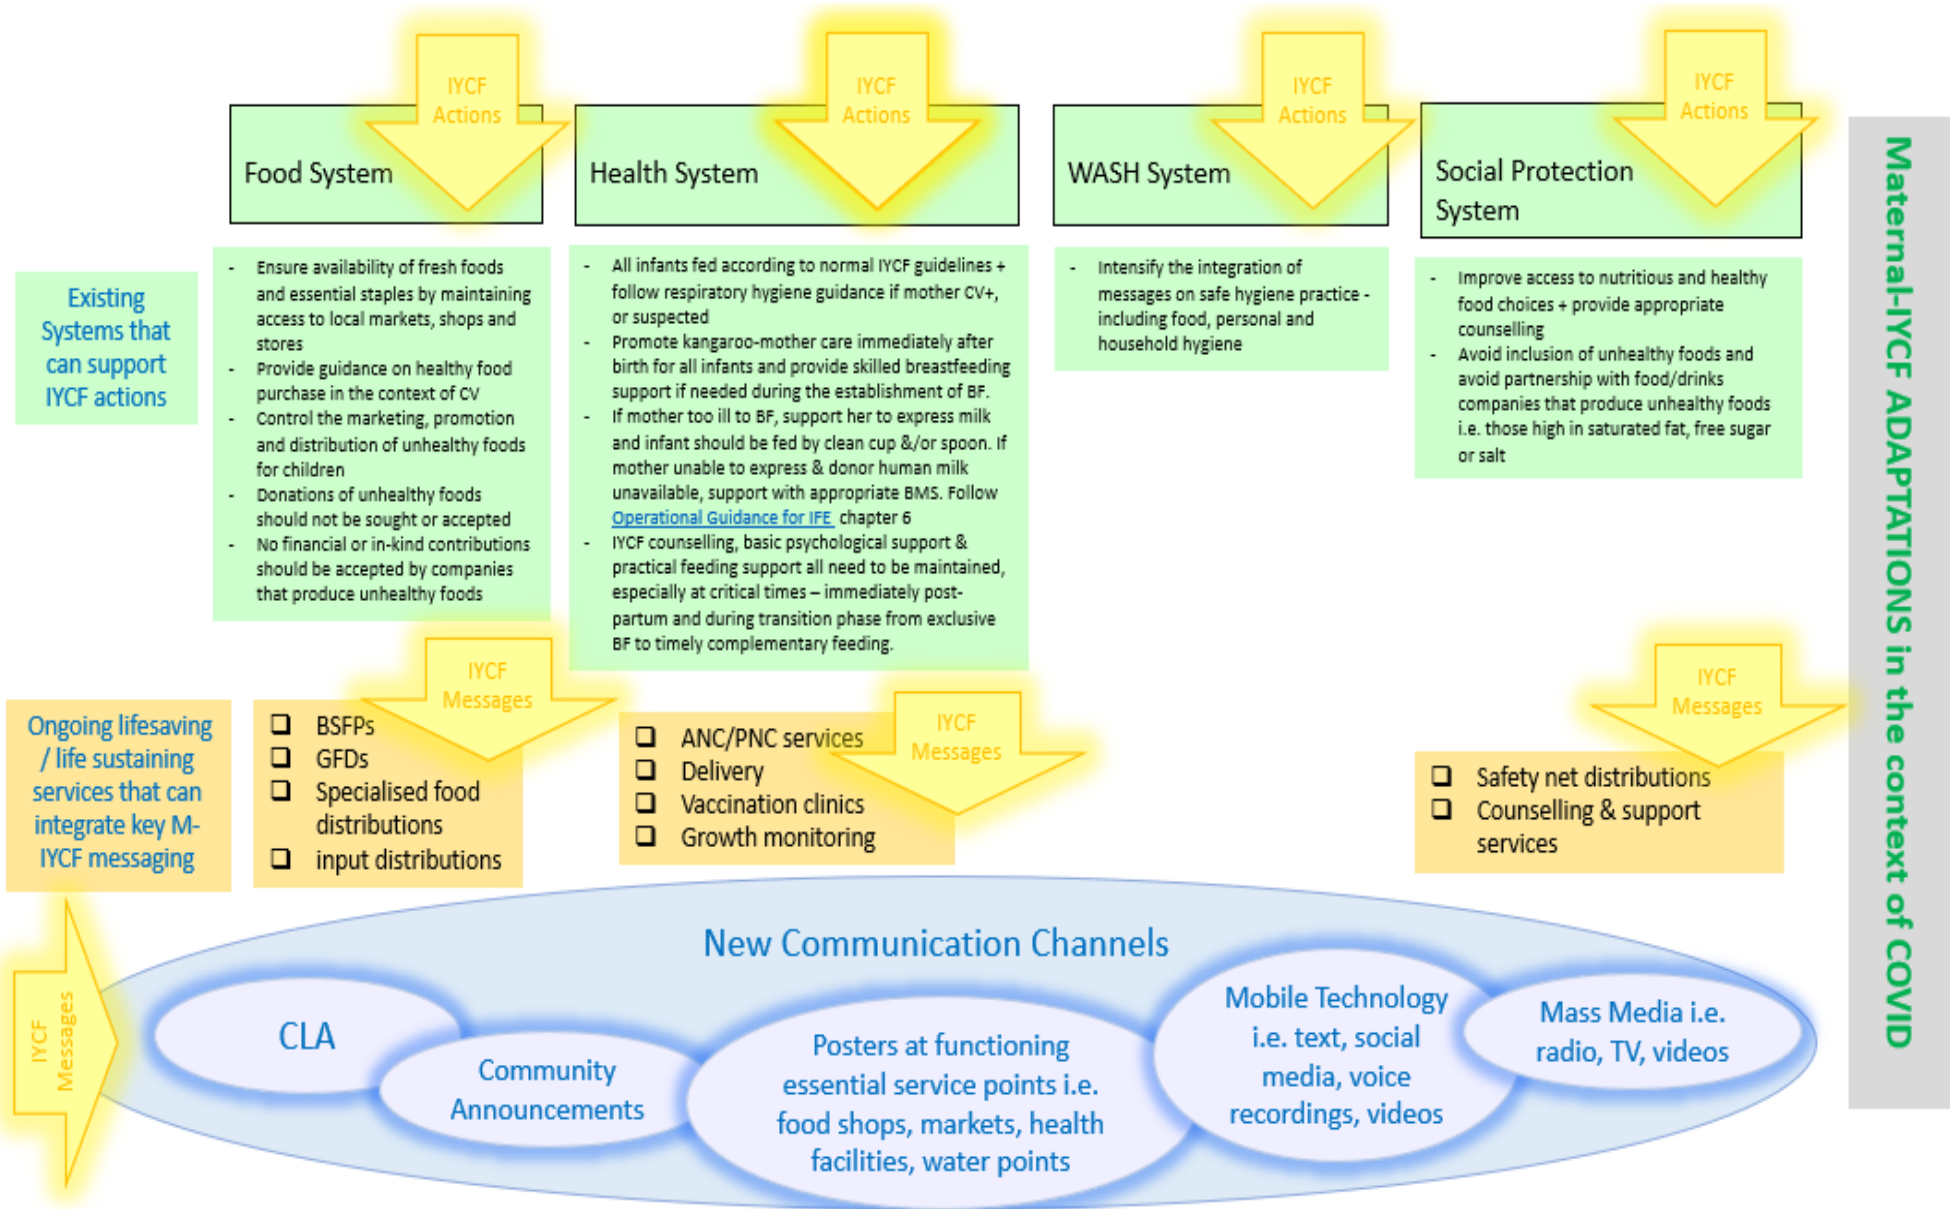 IYCF
Actions
IYCF
Actions
IYCF
Actions
IYCF
Actions
Food System
Health System
WASH System
Social Protection
System
Existing
Systems that
can support
IYCF actions
- Ensure availability of fresh foods
and essential staples by maintaining
access to local markets, shops and
stores
- Provide guidance on healthy food
purchase in the context of CV
- Control the marketing, promotion
and distribution of unhealthy foods
for children
- Donations of unhealthy foods
should not be sought or accepted
- No financial or in-kind contributions
should be accepted by companies
that produce unhealthy foods
- All infants fed according to normal IYCF guidelines +
follow respiratory hygiene guidance if mother CV+,
or suspected
- Promote kangaroo-mother care immediately after
birth for all infants and provide skilled breastfeeding
support if needed during the establishment of BF.
- If mother too ill to BF, support her to express milk
and infant should be fed by clean cup &/or spoon. If
mother unable to express & donor human milk
unavailable, support with appropriate BMS. Follow
Operational Guidance for IFE chapter 6
- IYCF counselling, basic psychological support &
practical feeding support all need to be maintained,
especially at critical times – immediately post-
partum and during transition phase from exclusive
BF to timely complementary feeding.
- Intensify the integration of
messages on safe hygiene practice -
including food, personal and
household hygiene
- Improve access to nutritious and healthy
food choices + provide appropriate
counselling
- Avoid inclusion of unhealthy foods and
avoid partnership with food/drinks
companies that produce unhealthy foods
i.e. those high in saturated fat, free sugar
or salt
IYCF
Messages
IYCF
Messages
IYCF
Messages
Ongoing lifesaving
/ life sustaining
services that can
integrate key M-
IYCF messaging
❑ BSFPs
❑ GFDs
❑ Specialised food
distributions
❑ input distributions
❑ ANC/PNC services
❑ Delivery
❑ Vaccination clinics
❑ Growth monitoring
❑ Safety net distributions
❑ Counselling & support
services
IYCF
Messages
New Communication Channels
CLA
Community
Announcements
Posters at functioning
essential service points i.e.
food shops, markets, health
facilities, water points
Mobile Technology
i.e. text, social
media, voice
recordings, videos
Mass Media i.e.
radio, TV, videos
Maternal-IYCF ADAPTATIONS in the context of COVID